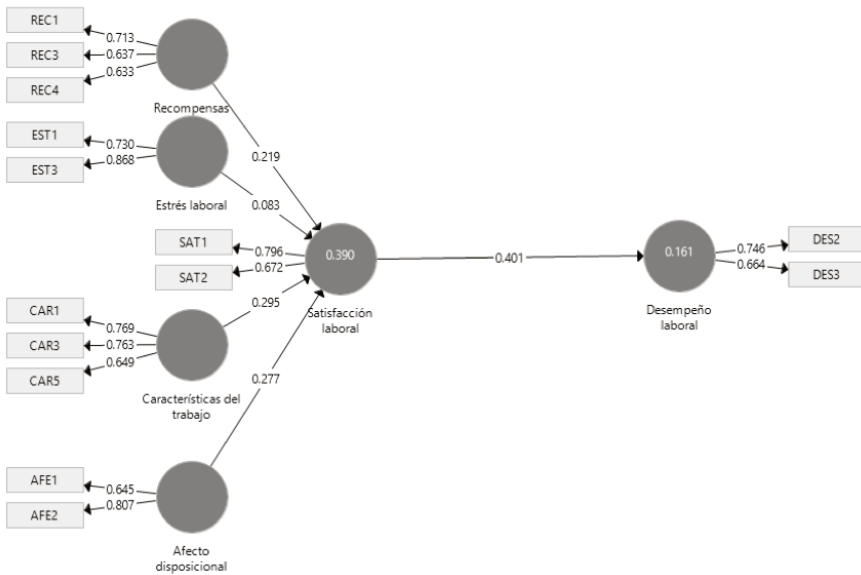 REC1
0.713
REC3
0.637
REC4
0.633
Recompensas
EST1
0.730
EST3
0.868
Estrés laboral
0.219
0.083
SAT1
0.796
SAT2
0.672
0.390
Satisfacción
laboral
0.401
0.161
Desempeño
laboral
0.746
DES2
0.664
DES3
CAR1
0.769
CAR3
0.763
CAR5
0.649
Características del
trabajo
0.295
0.277
AFE1
0.645
AFE2
0.807
Afecto
disposicional